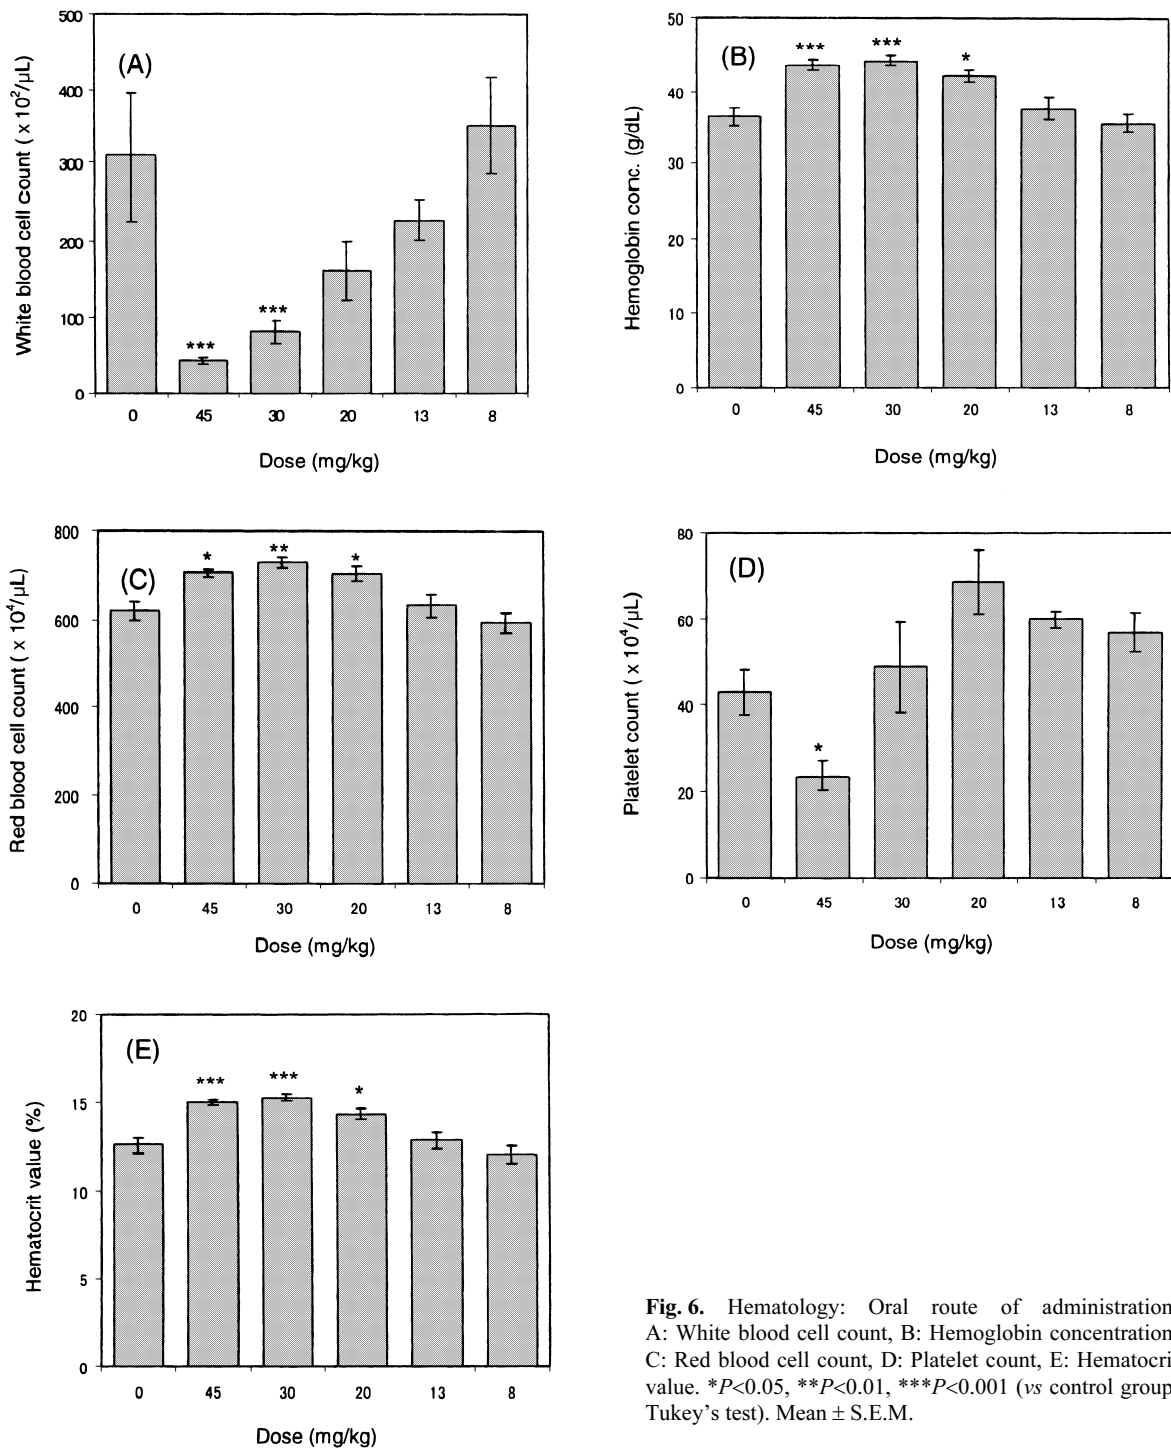 500
400
300
200
100
0
(A)
***
***
White blood cell count ( x 10²/μL)
0 45 30 20 13 8
Dose (mg/kg)
50
40
30
20
10
0
(B)
*** *** *
Hemoglobin conc. (g/dL)
0 45 30 20 13 8
Dose (mg/kg)
800
600
400
200
0
(C)
* ** *
Red blood cell count ( x 10⁴/μL)
0 45 30 20 13 8
Dose (mg/kg)
80
60
40
20
0
(D)
*
Platelet count ( x 10⁴/μL)
0 45 30 20 13 8
Dose (mg/kg)
20
15
10
5
0
(E)
*** *** *
Hematocrit value (%)
0 45 30 20 13 8
Dose (mg/kg)
Fig. 6. Hematology: Oral route of administration
A: White blood cell count, B: Hemoglobin concentration
C: Red blood cell count, D: Platelet count, E: Hematocri
value. *P<0.05, **P<0.01, ***P<0.001 (vs control group
Tukey's test). Mean ± S.E.M.